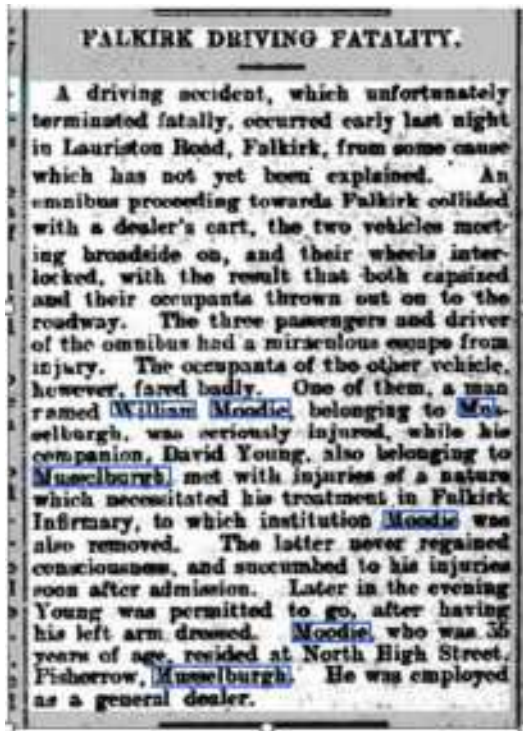 FALKIRK DRIVING FATALITY.
A driving accident, which unfortunately
terminated fatally, occurred early last night
in Lauriston Road, Falkirk, from some cause
which has not yet been explained. An
omnibus proceeding towards Falkirk collided
with a dealer's cart, the two vehicles meet-
ing broadside on, and their wheels inter-
locked, with the result that both capsized
and their occupants thrown out on to the
roadway. The three passengers and driver
of the omnibus had a miraculous escape from
injury. The occupants of the other vehicle,
however, fared badly. One of them, a man
named William Moodie, belonging to Mus-
selburgh, was seriously injured, while his
companion, David Young, also belonging to
Musselburgh, met with injuries of a nature
which necessitated his treatment in Falkirk
Infirmary, to which institution Moodie was
also removed. The latter never regained
consciousness, and succumbed to his injuries
soon after admission. Later in the evening
Young was permitted to go, after having
his left arm dressed. Moodie, who was 35
years of age, resided at North High Street,
Fisherrow, Musselburgh. He was employed
as a general dealer.